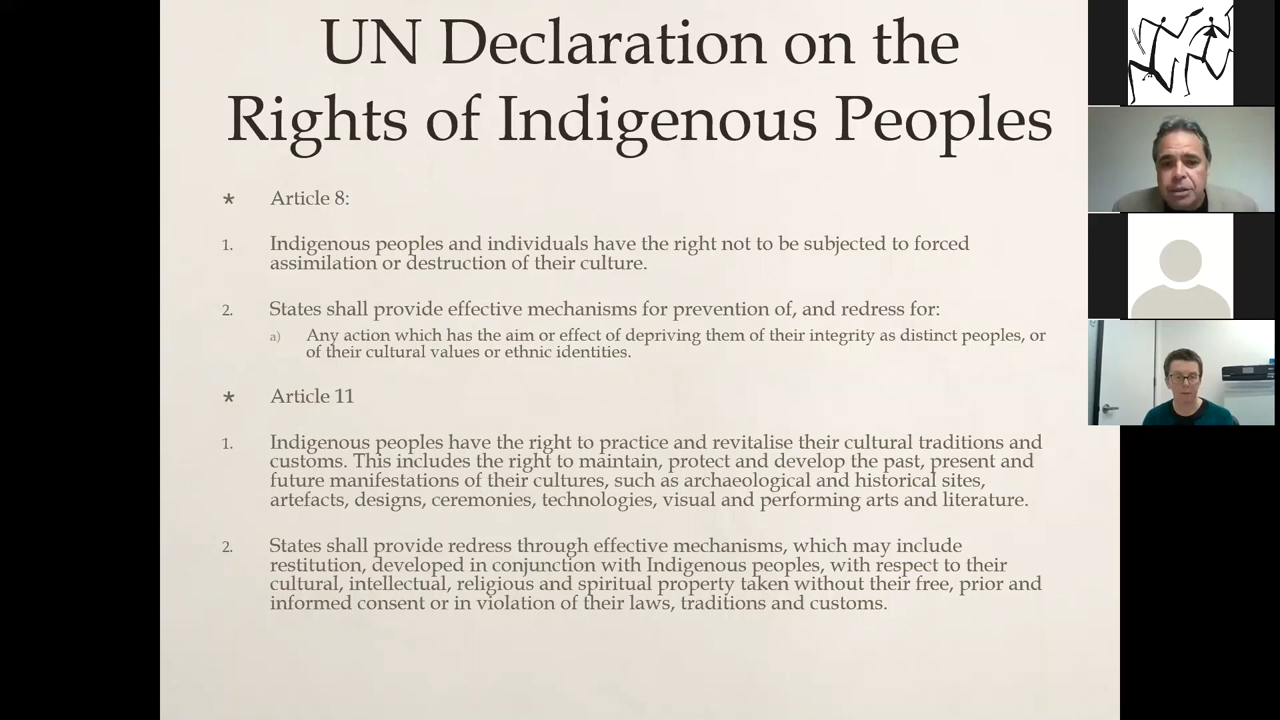 UN Declaration on the
Rights of Indigenous Peoples
* Article 8:
1. Indigenous peoples and individuals have the right not to be subjected to forced
assimilation or destruction of their culture.
2. States shall provide effective mechanisms for prevention of, and redress for:
a) Any action which has the aim or effect of depriving them of their integrity as distinct peoples, or
of their cultural values or ethnic identities.
* Article 11
1. Indigenous peoples have the right to practice and revitalise their cultural traditions and
customs. This includes the right to maintain, protect and develop the past, present and
future manifestations of their cultures, such as archaeological and historical sites,
artefacts, designs, ceremonies, technologies, visual and performing arts and literature.
2. States shall provide redress through effective mechanisms, which may include
restitution, developed in conjunction with Indigenous peoples, with respect to their
cultural, intellectual, religious and spiritual property taken without their free, prior and
informed consent or in violation of their laws, traditions and customs.